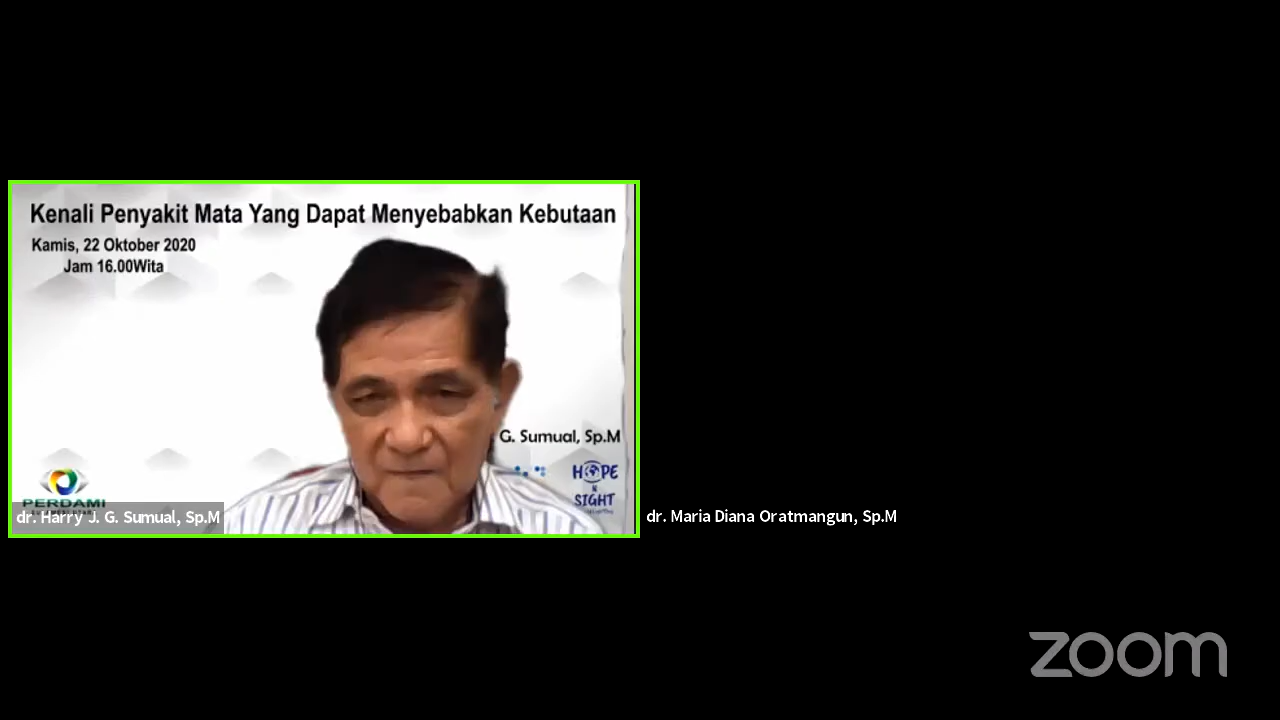 Kenali Penyakit Mata Yang Dapat Menyebabkan Kebutaan
Kamis, 22 Oktober 2020
Jam 16.00Wita
G. Sumual, Sp.M
HOPE
SIGHT
PERDAMI
dr. Harry J. G. Sumual, Sp.M
dr. Maria Diana Oratmangun, Sp.M
zoom